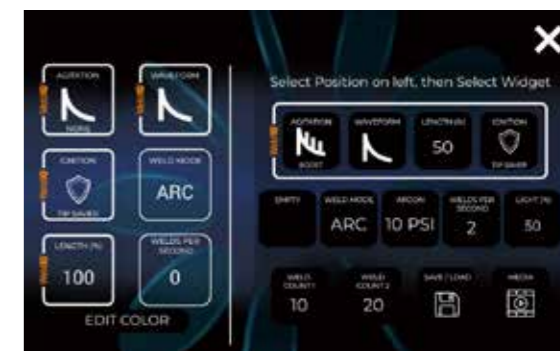 Select Position on left, then Select Widget
AGITATION
NONE
WAVEFORM
IGNITION
TIP SAVER
WELD MODE
ARC
LENGTH (%)
100
WELDS PER
SECOND
0
EDIT COLOR
AGITATION
BOOST
WAVEFORM
LENGTH (%)
50
IGNITION
TIP SAVER
EMPTY
WELD MODE
ARC
ARGON
10 PSI
WELDS PER
SECOND
2
LIGHT (%)
50
WELD
COUNT 1
10
WELD
COUNT 2
20
SAVE / LOAD
MEDIA